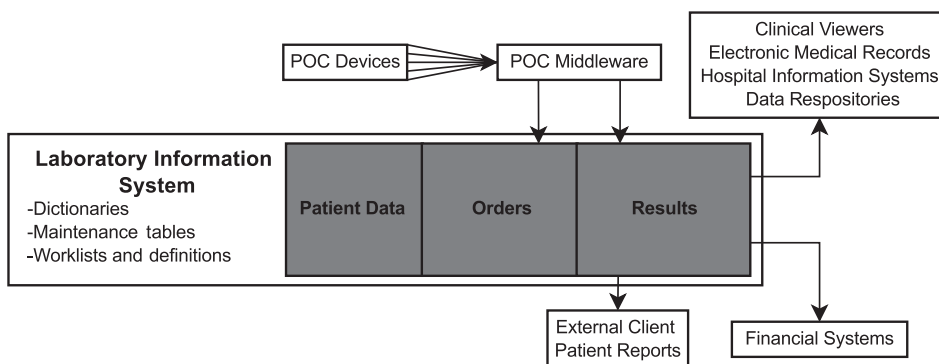 Clinical Viewers
Electronic Medical Records
Hospital Information Systems
Data Respositories
POC Devices
POC Middleware
Laboratory Information
System
-Dictionaries
-Maintenance tables
-Worklists and definitions
Patient Data
Orders
Results
External Client
Patient Reports
Financial Systems